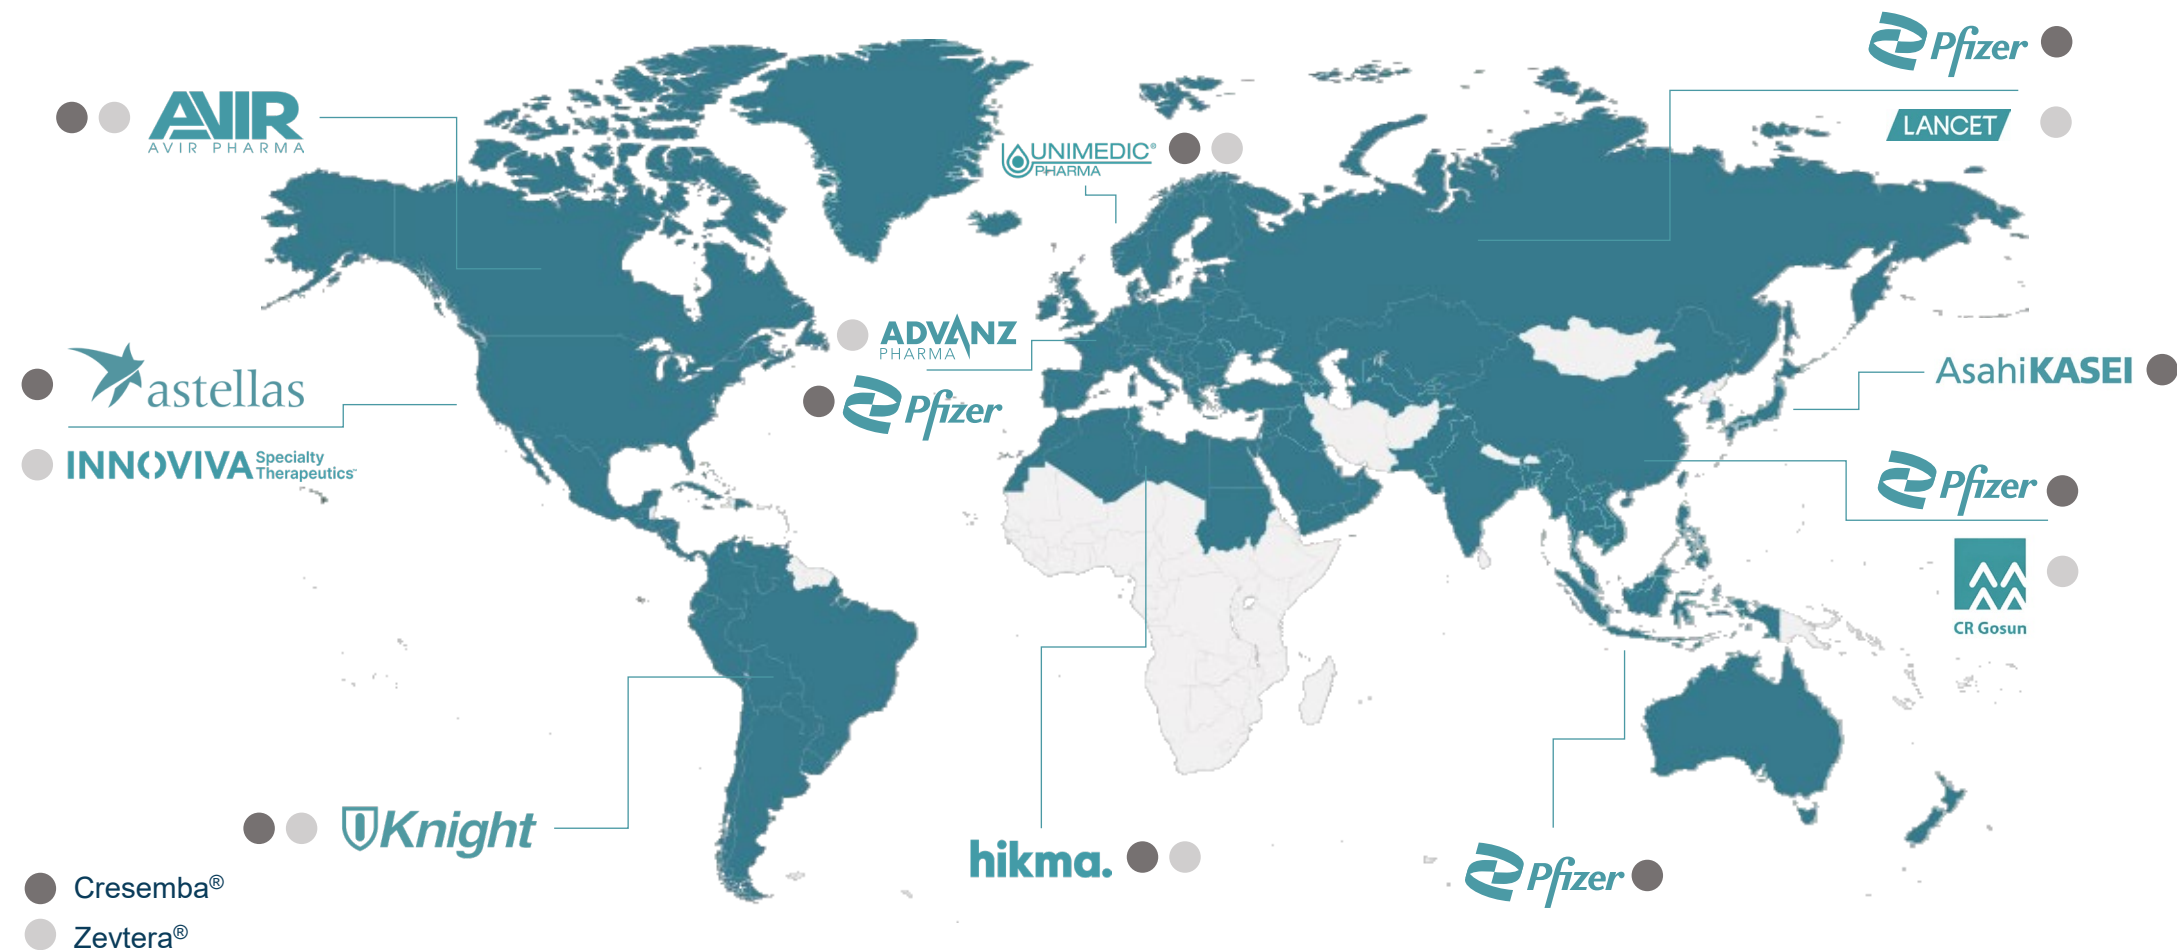 Pfizer
LANCET
AVIR
AVIR PHARMA
UNIMEDIC®
PHARMA
ADVANZ
PHARMA
Pfizer
astellas
INNOVIVA Specialty
Therapeutics™
AsahiKASEI
Pfizer
CR Gosun
Knight
hikma.
Pfizer
Cresemba®
Zevtera®